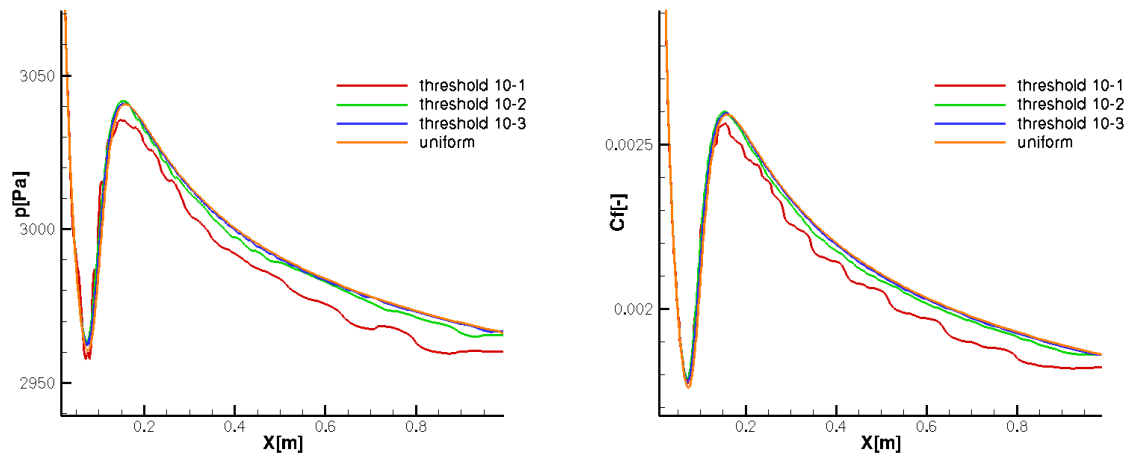 p[Pa]
3050
3000
2950
threshold 10-1
threshold 10-2
threshold 10-3
uniform
0.2 0.4 0.6 0.8
X[m]
Cf[-]
0.0025
0.002
threshold 10-1
threshold 10-2
threshold 10-3
uniform
0.2 0.4 0.6 0.8
X[m]